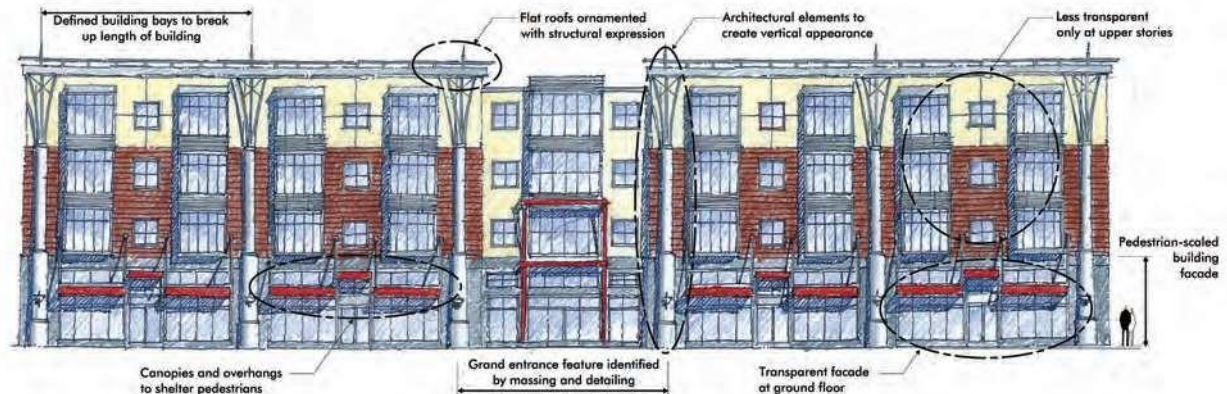 Defined building bays to break
up length of building
Flat roofs ornamented
with structural expression
Architectural elements to
create vertical appearance
Less transparent
only at upper stories
Pedestrian-scaled
building
facade
Canopies and overhangs
to shelter pedestrians
Grand entrance feature identified
by massing and detailing
Transparent facade
at ground floor